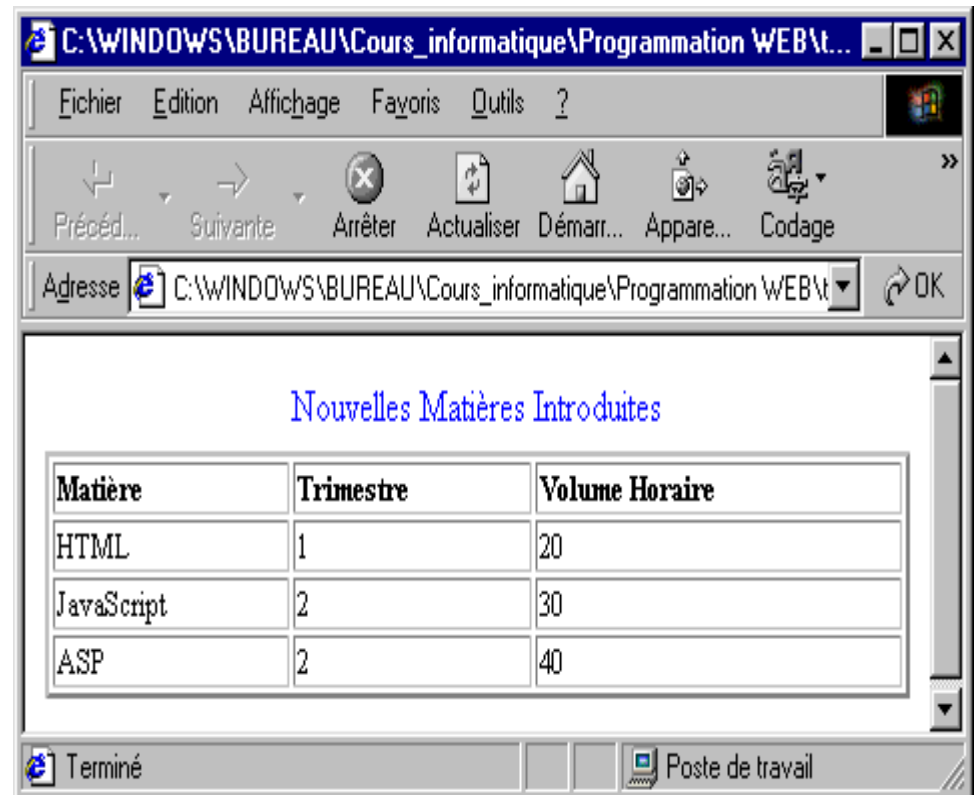 C:\WINDOWS\BUREAU\Cours_informatique\Programmation WEB\t...
Fichier Edition Affichage Favoris Outils ?
Précéd... Suivante Arrêter Actualiser Démarr... Appare... Codage »
Adresse C:\WINDOWS\BUREAU\Cours_informatique\Programmation WEB\t OK
Nouvelles Matières Introduites
Matière Trimestre Volume Horaire
HTML 1 20
JavaScript 2 30
ASP 2 40
Terminé Poste de travail